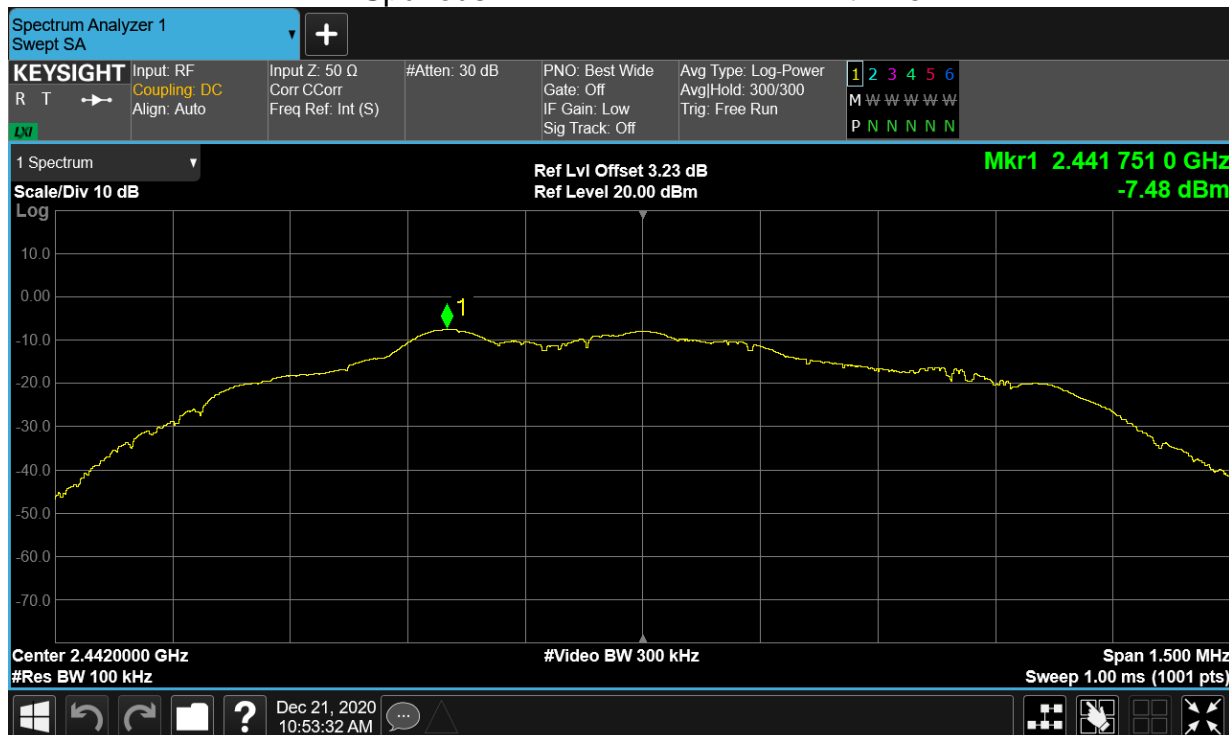 Spectrum Analyzer 1
Swept SA
+
KEYSIGHT
R T
LXI
Input: RF
Coupling: DC
Align: Auto
Input Z: 50 Ω
Corr CCorr
Freq Ref: Int (S)
#Atten: 30 dB
PNO: Best Wide
Gate: Off
IF Gain: Low
Sig Track: Off
Avg Type: Log-Power
Avg|Hold: 300/300
Trig: Free Run
1 2 3 4 5 6
M W W W W W
P N N N N N
1 Spectrum
Scale/Div 10 dB
Log
Ref Lvl Offset 3.23 dB
Ref Level 20.00 dBm
Mkr1 2.441 751 0 GHz
-7.48 dBm
10.0
0.00
1
-10.0
-20.0
-30.0
-40.0
-50.0
-60.0
-70.0
Center 2.4420000 GHz
#Res BW 100 kHz
#Video BW 300 kHz
Span 1.500 MHz
Sweep 1.00 ms (1001 pts)
?
Dec 21, 2020
10:53:32 AM